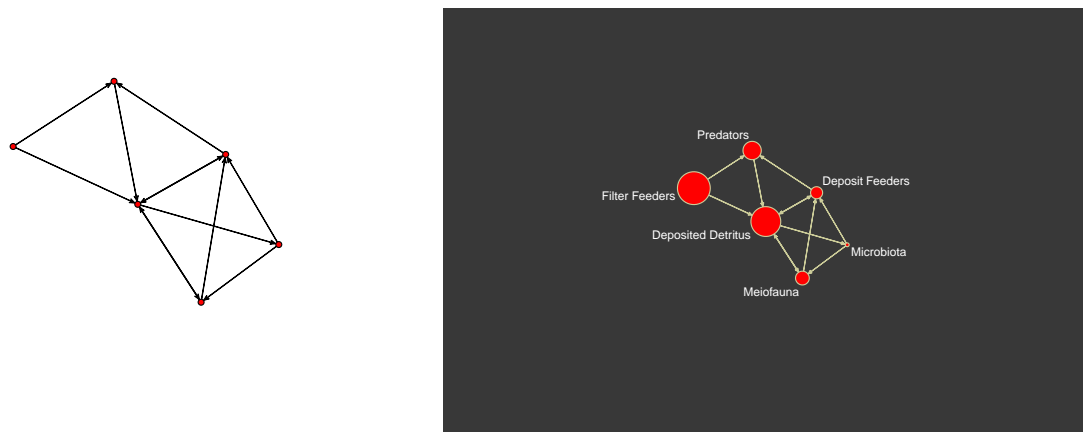 Predators
Deposit Feeders
Filter Feeders
Deposited Detritus
Microbiota
Meiofauna